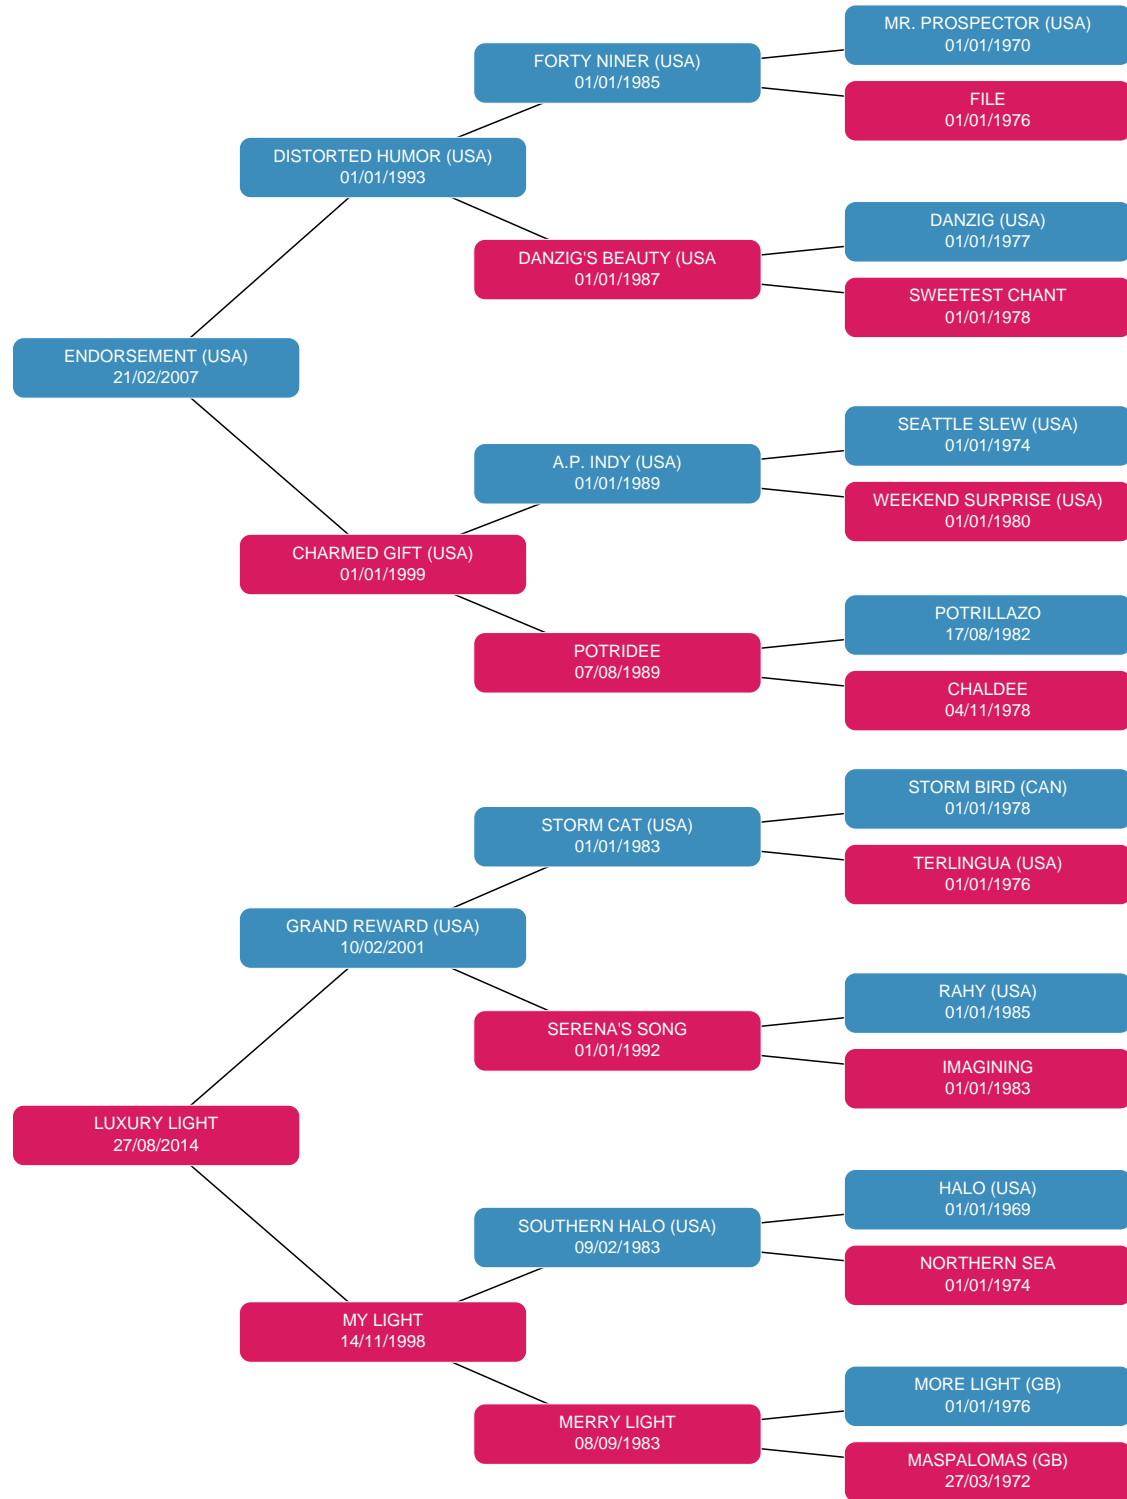 MR. PROSPECTOR (USA)
01/01/1970
FORTY NINER (USA)
01/01/1985
FILE
01/01/1976
DISTORTED HUMOR (USA)
01/01/1993
DANZIG (USA)
01/01/1977
DANZIG'S BEAUTY (USA
01/01/1987
SWEETEST CHANT
01/01/1978
ENDORSEMENT (USA)
21/02/2007
SEATTLE SLEW (USA)
01/01/1974
A.P. INDY (USA)
01/01/1989
WEEKEND SURPRISE (USA)
01/01/1980
CHARMED GIFT (USA)
01/01/1999
POTRILLAZO
17/08/1982
POTRIDEE
07/08/1989
CHALDEE
04/11/1978
STORM BIRD (CAN)
01/01/1978
STORM CAT (USA)
01/01/1983
TERLINGUA (USA)
01/01/1976
GRAND REWARD (USA)
10/02/2001
RAHY (USA)
01/01/1985
SERENA'S SONG
01/01/1992
IMAGINING
01/01/1983
LUXURY LIGHT
27/08/2014
HALO (USA)
01/01/1969
SOUTHERN HALO (USA)
09/02/1983
NORTHERN SEA
01/01/1974
MY LIGHT
14/11/1998
MORE LIGHT (GB)
01/01/1976
MERRY LIGHT
08/09/1983
MASPALOMAS (GB)
27/03/1972